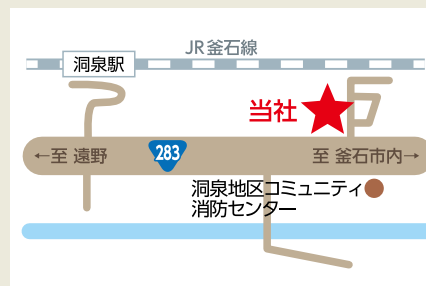 JR釜石線
洞泉駅
当社
←至 遠野
283
至 釜石市内→
洞泉地区コミュニティ
消防センター